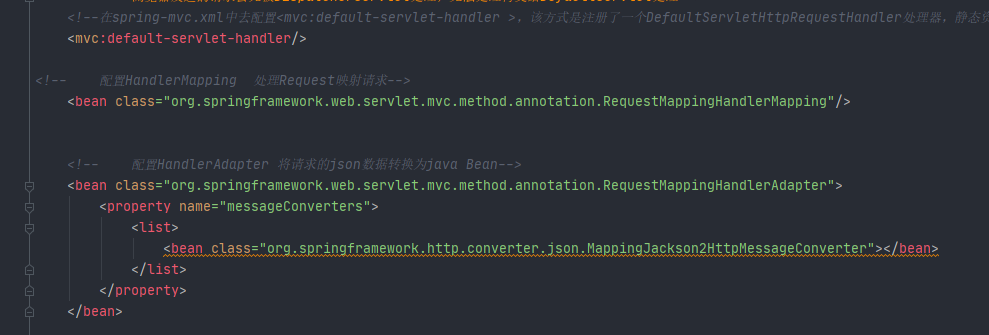 <!--在spring-mvc.xml中去配置<mvc:default-servlet-handler >，该方式是注册了一个DefaultServletHttpRequestHandler处理器，静态资
<mvc:default-servlet-handler/>
<!--    配置HandlerMapping  处理Request映射请求-->
<bean class="org.springframework.web.servlet.mvc.method.annotation.RequestMappingHandlerMapping"/>
<!--    配置HandlerAdapter 将请求的json数据转换为java Bean-->
<bean class="org.springframework.web.servlet.mvc.method.annotation.RequestMappingHandlerAdapter">
<property name="messageConverters">
<list>
<bean class="org.springframework.http.converter.json.MappingJackson2HttpMessageConverter"></bean>
</list>
</property>
</bean>